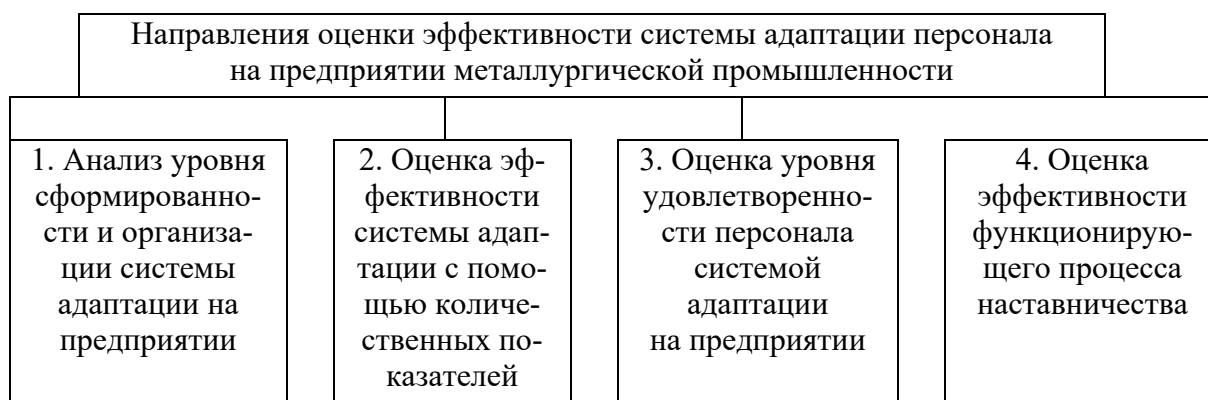 Направления оценки эффективности системы адаптации персонала
на предприятии металлургической промышленности
1. Анализ уровня
сформированно-
сти и организа-
ции системы
адаптации на
предприятии
2. Оценка эф-
фективности
системы адап-
тации с помо-
щью количе-
ственных по-
казателей
3. Оценка уровня
удовлетворенно-
сти персонала
системой
адаптации
на предприятии
4. Оценка
эффективности
функционирую-
щего процесса
наставничества